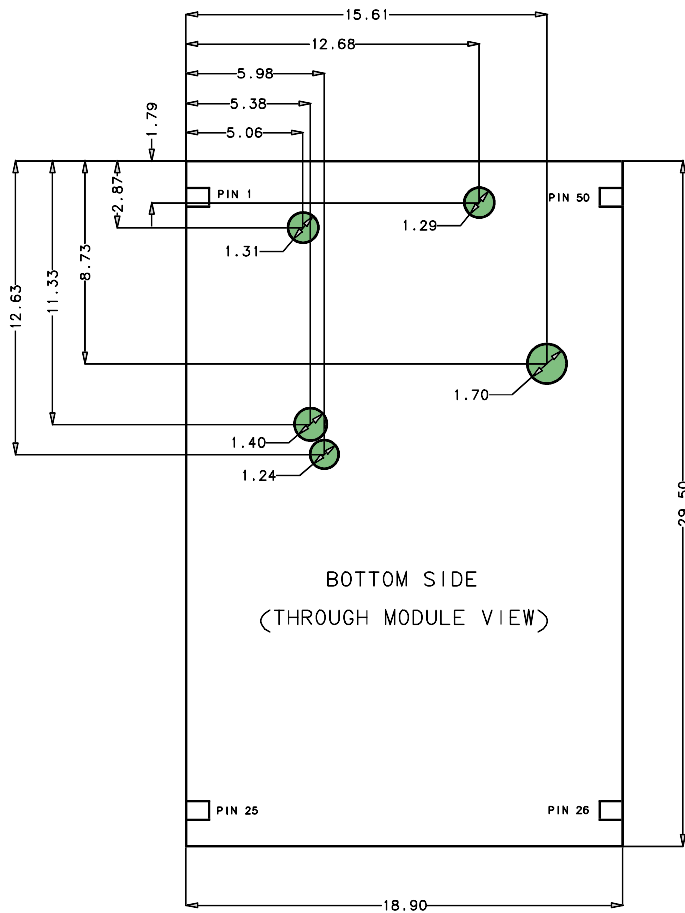 15.61
12.68
5.98
5.38
5.06
1.79
2.87
8.73
11.33
12.63
PIN 1
PIN 50
1.29
1.31
1.70
1.40
1.24
29.50
BOTTOM SIDE
(THROUGH MODULE VIEW)
PIN 25
PIN 26
18.90